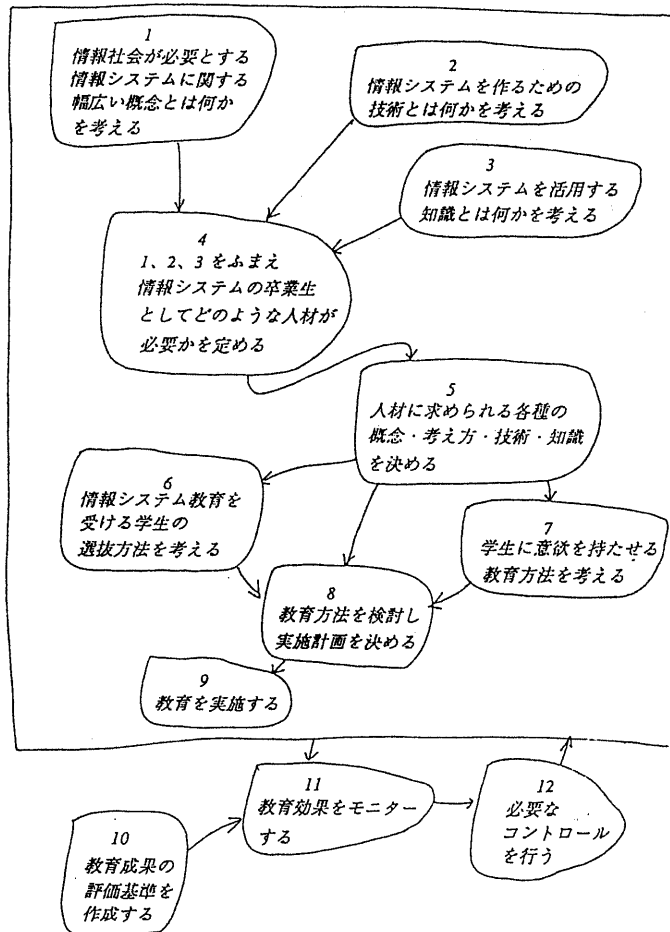 1
情報社会が必要とする
情報システムに関する
幅広い概念とは何か
を考える
2
情報システムを作るための
技術とは何かを考える
3
情報システムを活用する
知識とは何かを考える
4
1、2、3をふまえ
情報システムの卒業生
としてどのような人材が
必要かを定める
5
人材に求められる各種の
概念・考え方・技術・知識
を決める
6
情報システム教育を
受ける学生の
選抜方法を考える
7
学生に意欲を持たせる
教育方法を考える
8
教育方法を検討し
実施計画を決める
9
教育を実施する
10
教育成果の
評価基準を
作成する
11
教育効果をモニター
する
12
必要な
コントロール
を行う